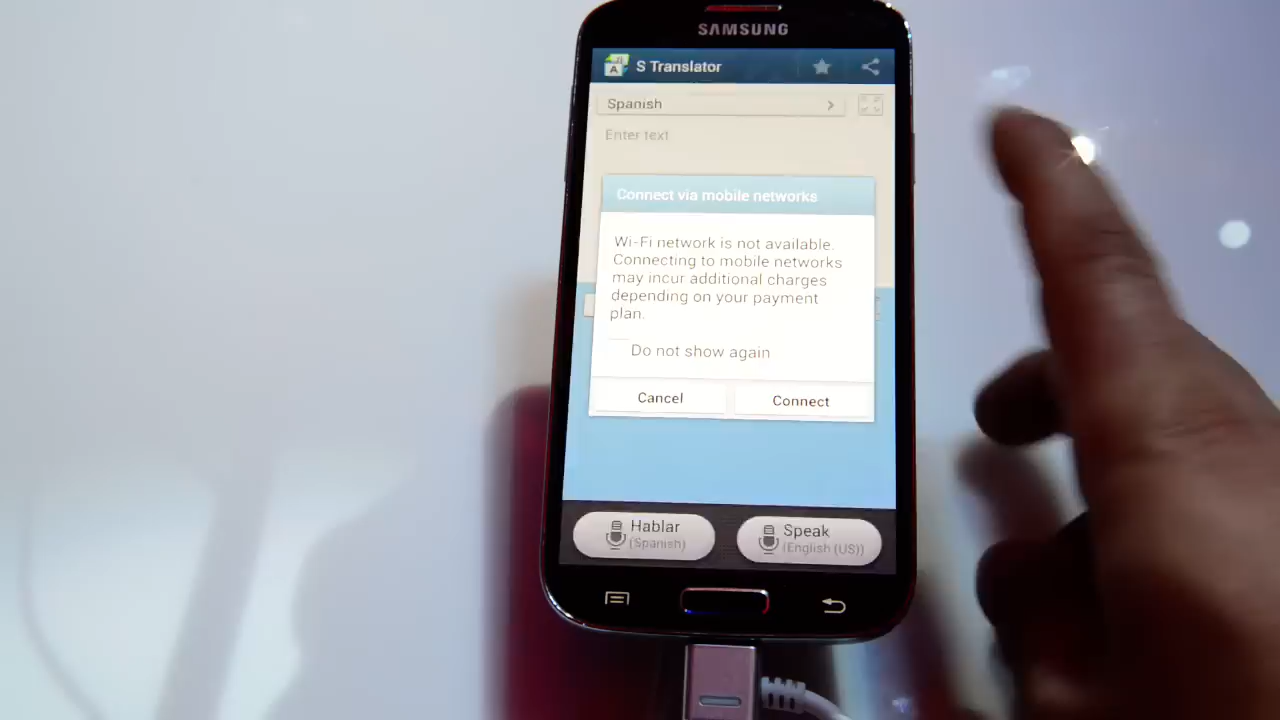 SAMSUNG
S Translator
Spanish
Enter text
Connect via mobile networks
Wi-Fi network is not available.
Connecting to mobile networks
may incur additional charges
depending on your payment
plan.
Do not show again
Cancel
Connect
Hablar
(Spanish)
Speak
(English (US))